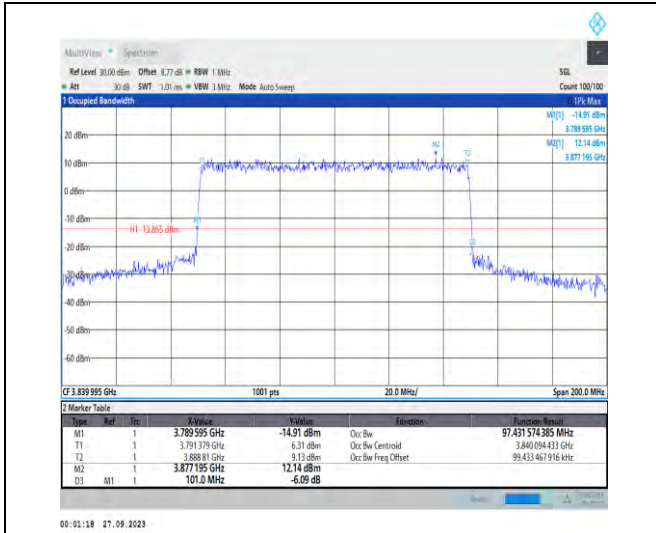 MultiView Spectrum
Ref Level 30.00 dBm Offset 8.77 dB RBW 1 MHz SGL
Att 30 dB SWT 1.01 ms VBW 3 MHz Mode Auto Sweep Count 100/100
1 Occupied Bandwidth 1Pk Max
M1[1] -14.91 dBm
3.789 595 GHz
M2[1] 12.14 dBm
3.877 195 GHz
20 dBm
M2
T2
10 dBm
0 dBm
-10 dBm
H1 -13.865 dBm
-20 dBm
-30 dBm
-40 dBm
-50 dBm
-60 dBm
CF 3.839 995 GHz 1001 pts 20.0 MHz/ Span 200.0 MHz
2 Marker Table
Type Ref Trc X-Value Y-Value Function Function Result
M1 1 3.789 595 GHz -14.91 dBm Occ Bw 97.431 574 385 MHz
T1 1 3.791 379 GHz 6.31 dBm Occ Bw Centroid 3.840 094 433 GHz
T2 1 3.888 81 GHz 9.13 dBm Occ Bw Freq Offset 99.433 467 916 kHz
M2 1 3.877 195 GHz 12.14 dBm
D3 M1 1 101.0 MHz -6.09 dB
00:01:18 27.09.2023